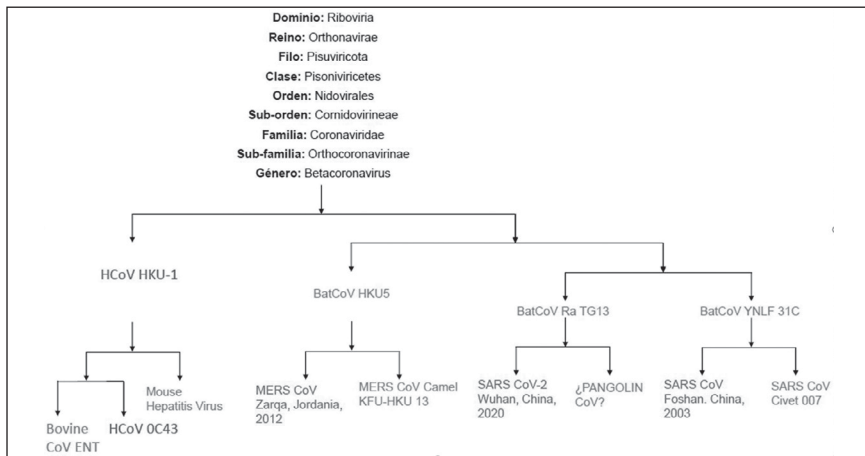 Dominio: Riboviria
Reino: Orthonavirae
Filo: Pisuviricota
Clase: Pisoniviricetes
Orden: Nidovirales
Sub-orden: Cornidovirineae
Familia: Coronaviridae
Sub-familia: Orthocoronavirinae
Género: Betacoronavirus
HCoV HKU-1
BatCoV HKU5
BatCoV Ra TG13
BatCoV YNLF 31C
Mouse
Hepatitis Virus
Bovine
CoV ENT
HCoV 0C43
MERS CoV
Zarqa, Jordania,
2012
MERS CoV Camel
KFU-HKU 13
SARS CoV-2
Wuhan, China,
2020
¿PANGOLIN
CoV?
SARS CoV
Foshan. China,
2003
SARS CoV
Civet 007